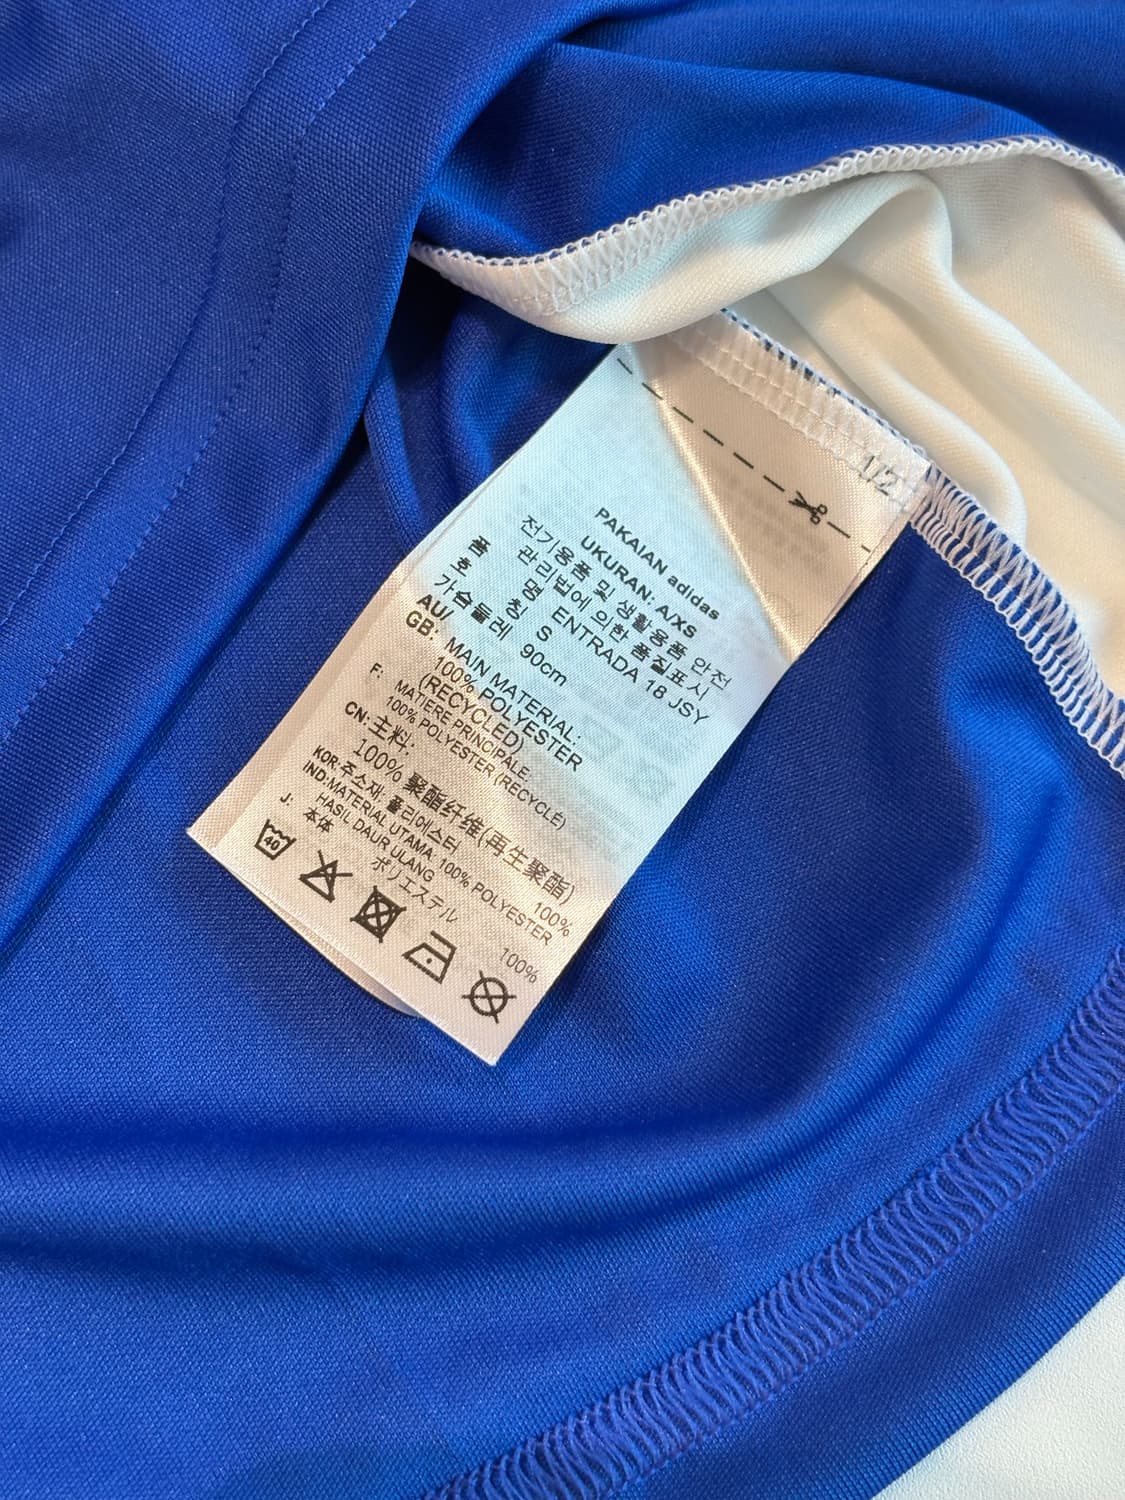 1/2
PAKAIAN adidas
UKURAN: A/XS
전기용품 및 생활용품 안전
관리법에 의한 품질표시
품 명 ENTRADA 18 JSY
호 칭 S
가슴둘레 90cm
AU/
GB: MAIN MATERIAL:
100% POLYESTER
(RECYCLED)
F: MATIERE PRINCIPALE.
100% POLYESTER (RECYCLÉ)
CN: 主料:
100% 聚酯纤维(再生聚酯)
KOR: 주소재: 폴리에스터 100%
IND: MATERIAL UTAMA. 100% POLYESTER
HASIL DAUR ULANG
J: 本体 ポリエステル 100%
40